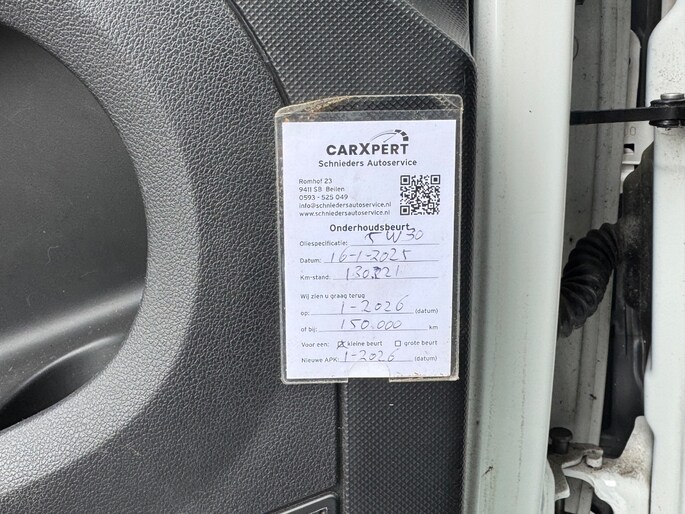 CARXPERT
Schnieders Autoservice
Romhof 23
9411 SB Beilen
0593 - 525 049
info@schniedersautoservice.nl
www.schniedersautoservice.nl
Onderhoudsbeurt
Oliespecificatie: 5W30
Datum: 16-1-2025
Km-stand: 130.221
Wij zien u graag terug
op: 1-2026 (datum)
of bij: 150.000 km
Voor een: kleine beurt grote beurt
Nieuwe APK: 1-2026 (datum)